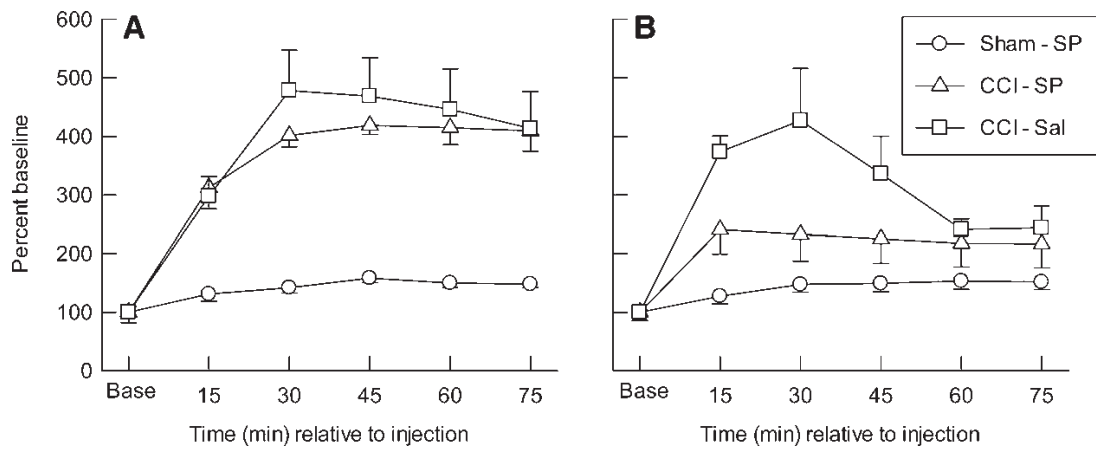 A
B
600
500
400
300
200
100
0
Percent baseline
Base 15 30 45 60 75
Time (min) relative to injection
Base 15 30 45 60 75
Time (min) relative to injection
Sham - SP
CCI - SP
CCI - Sal